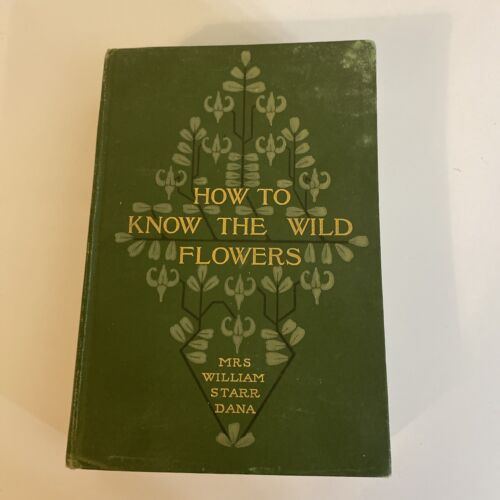 HOW TO
KNOW THE WILD
FLOWERS
MRS
WILLIAM
STARR
DANA